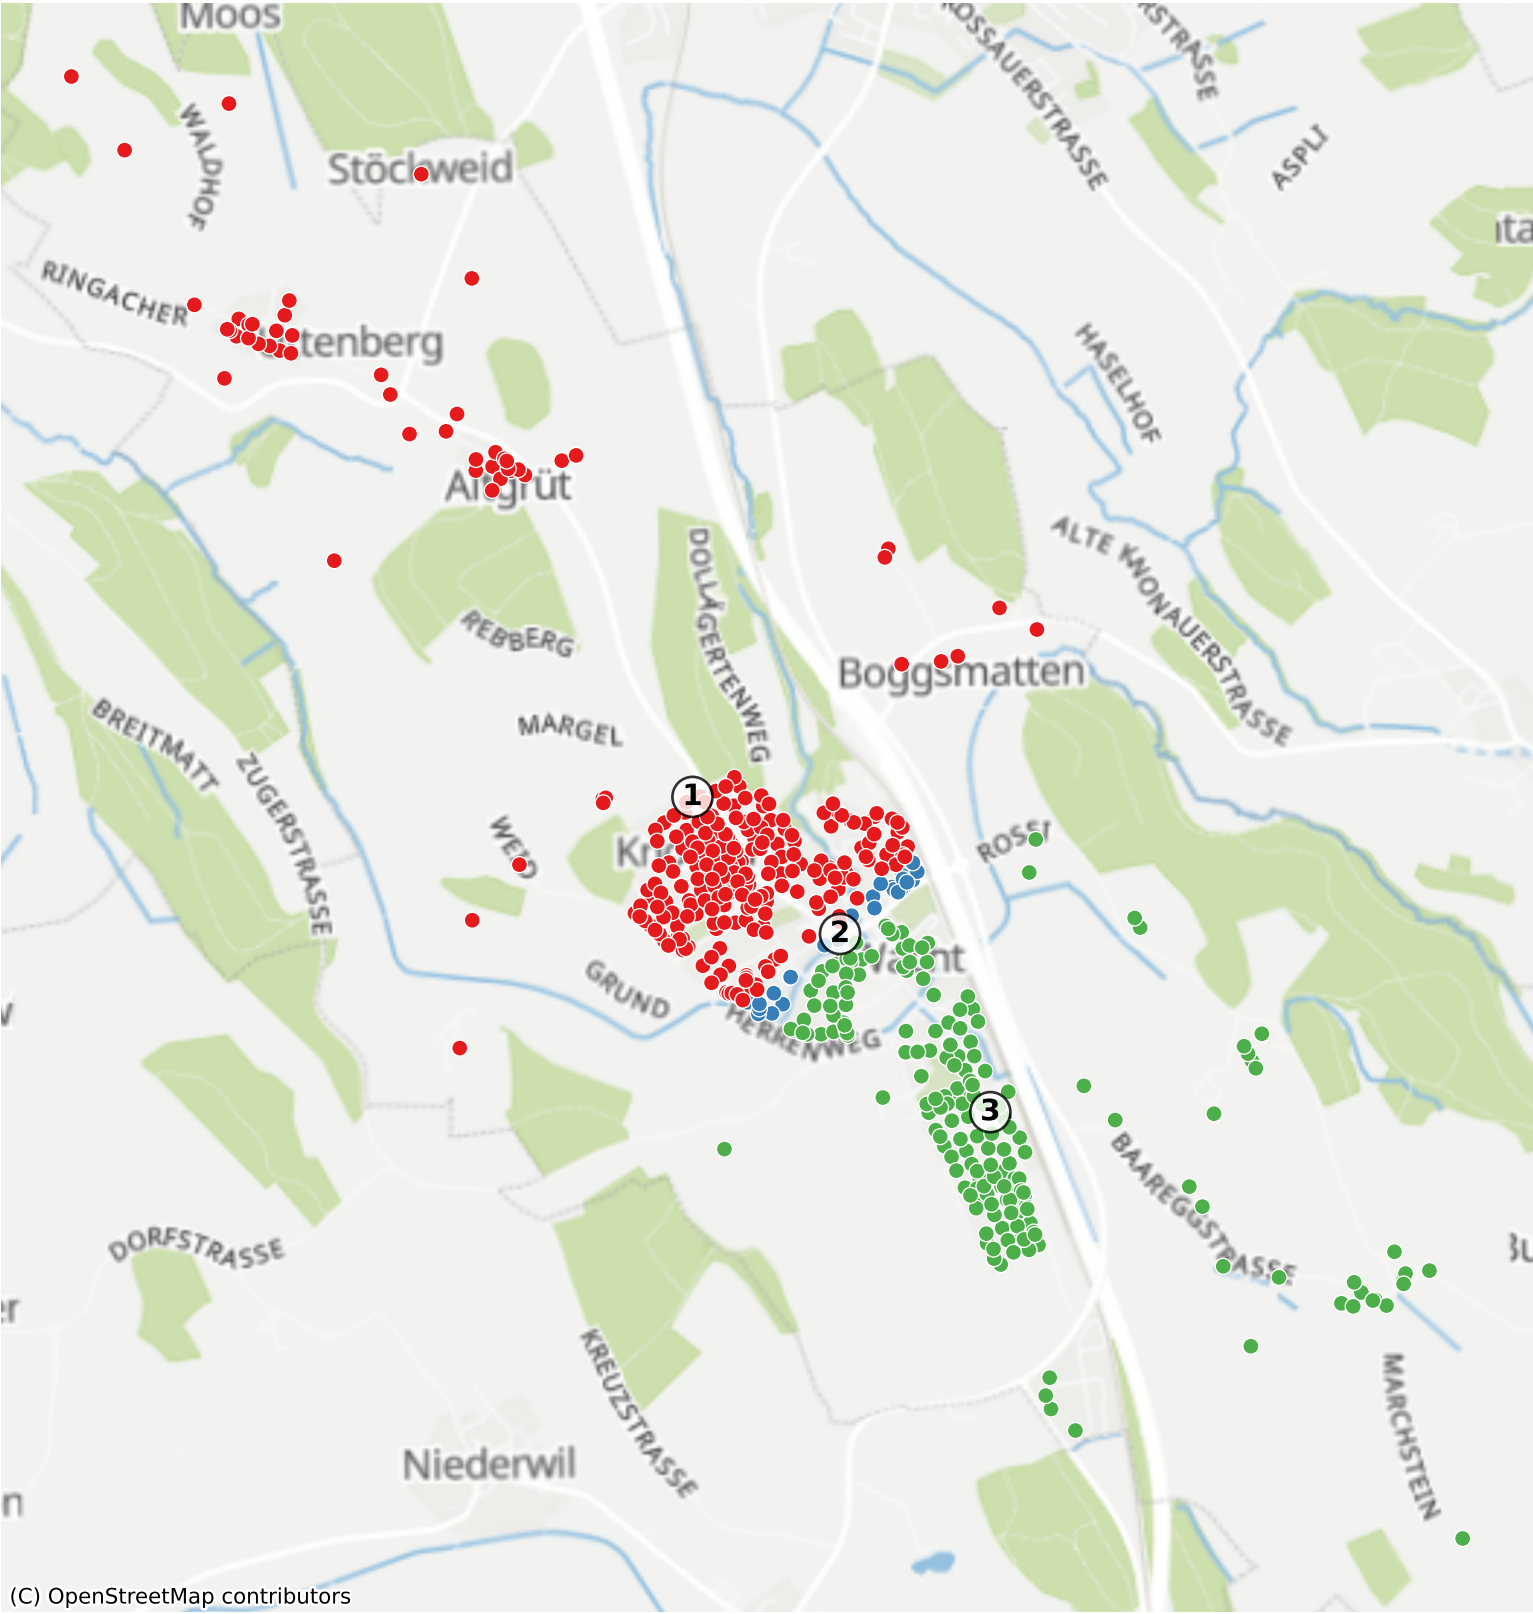 Moos
ROSSAUERSTRASSE
WALDHOF
Stöckweid
ASPLI
RINGACHER
tenberg
HASELHOF
Altgrüt
ALTE KNONAUERSTRASSE
DOLLÄGERTENWEG
REBBERG
Boggsmatten
BREITMATT
MARGEL
ZUGERSTRASSE
1
WEID
ROSSI
2
GRUND
HERRENWEG
3
BAAREGGSTRASSE
DORFSTRASSE
KREUZSTRASSE
MARCHSTEIN
Niederwil
(C) OpenStreetMap contributors